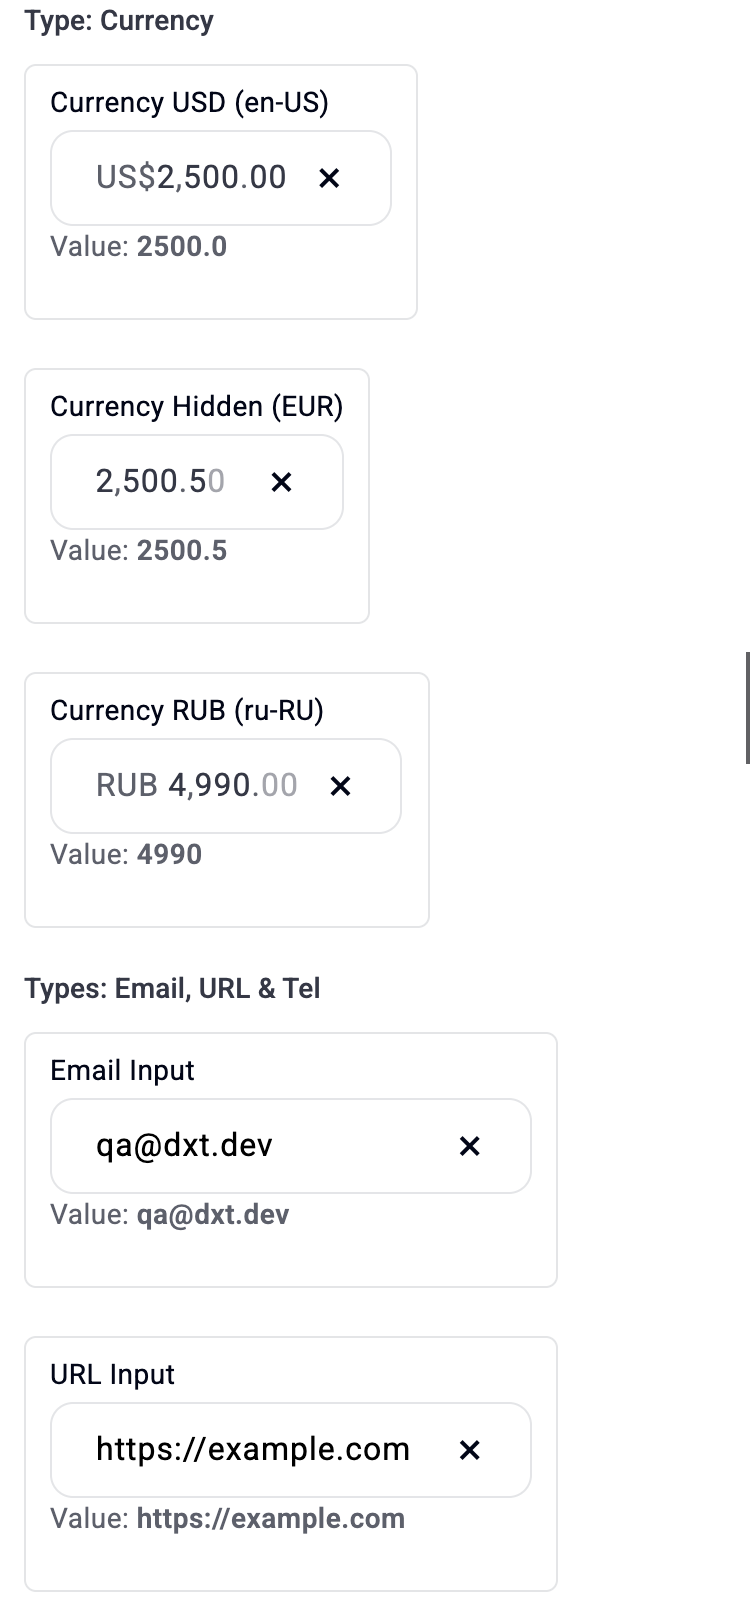 Type: Currency
Currency USD (en-US)
US$2,500.00 ×
Value: 2500.0
Currency Hidden (EUR)
2,500.50 ×
Value: 2500.5
Currency RUB (ru-RU)
RUB 4,990.00 ×
Value: 4990
Types: Email, URL & Tel
Email Input
qa@dxt.dev ×
Value: qa@dxt.dev
URL Input
https://example.com ×
Value: https://example.com